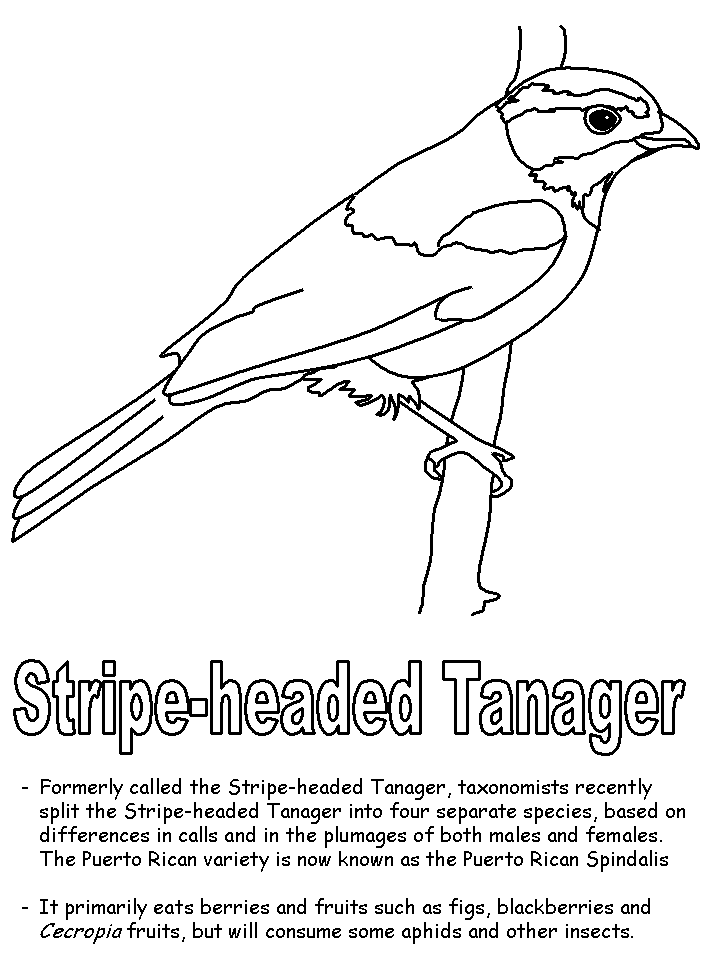 Stripe-headed Tanager
- Formerly called the Stripe-headed Tanager, taxonomists recently
split the Stripe-headed Tanager into four separate species, based on
differences in calls and in the plumages of both males and females.
The Puerto Rican variety is now known as the Puerto Rican Spindalis
- It primarily eats berries and fruits such as figs, blackberries and
Cecropia fruits, but will consume some aphids and other insects.